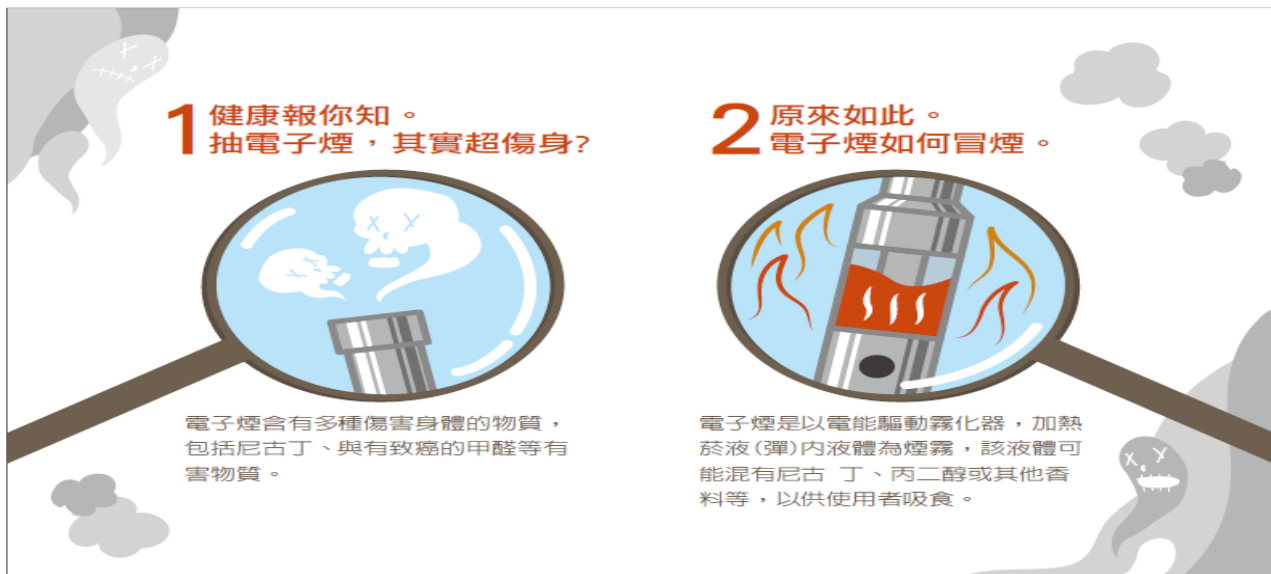 1 健康報你知。
抽電子煙，其實超傷身?
電子煙含有多種傷害身體的物質，
包括尼古丁、與有致癌的甲醛等有
害物質。
2 原來如此。
電子煙如何冒煙。
電子煙是以電能驅動霧化器，加熱
菸液(彈)內液體為煙霧，該液體可
能混有尼古 丁、丙二醇或其他香
料等，以供使用者吸食。